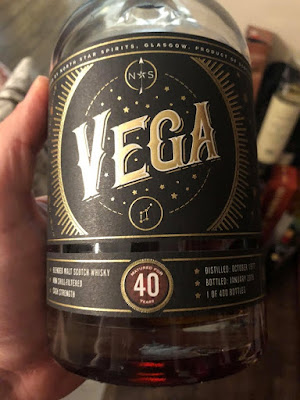 BY NORTH STAR SPIRITS, GLASGOW. PRODUCT OF
N S
VEGA
BLENDED MALT SCOTCH WHISKY
NON CHILLFILTERED
CASK STRENGTH
MATURED FOR
40
YEARS
DISTILLED: OCTOBER
BOTTLED: JANUARY
1 OF 400 BOTTLES